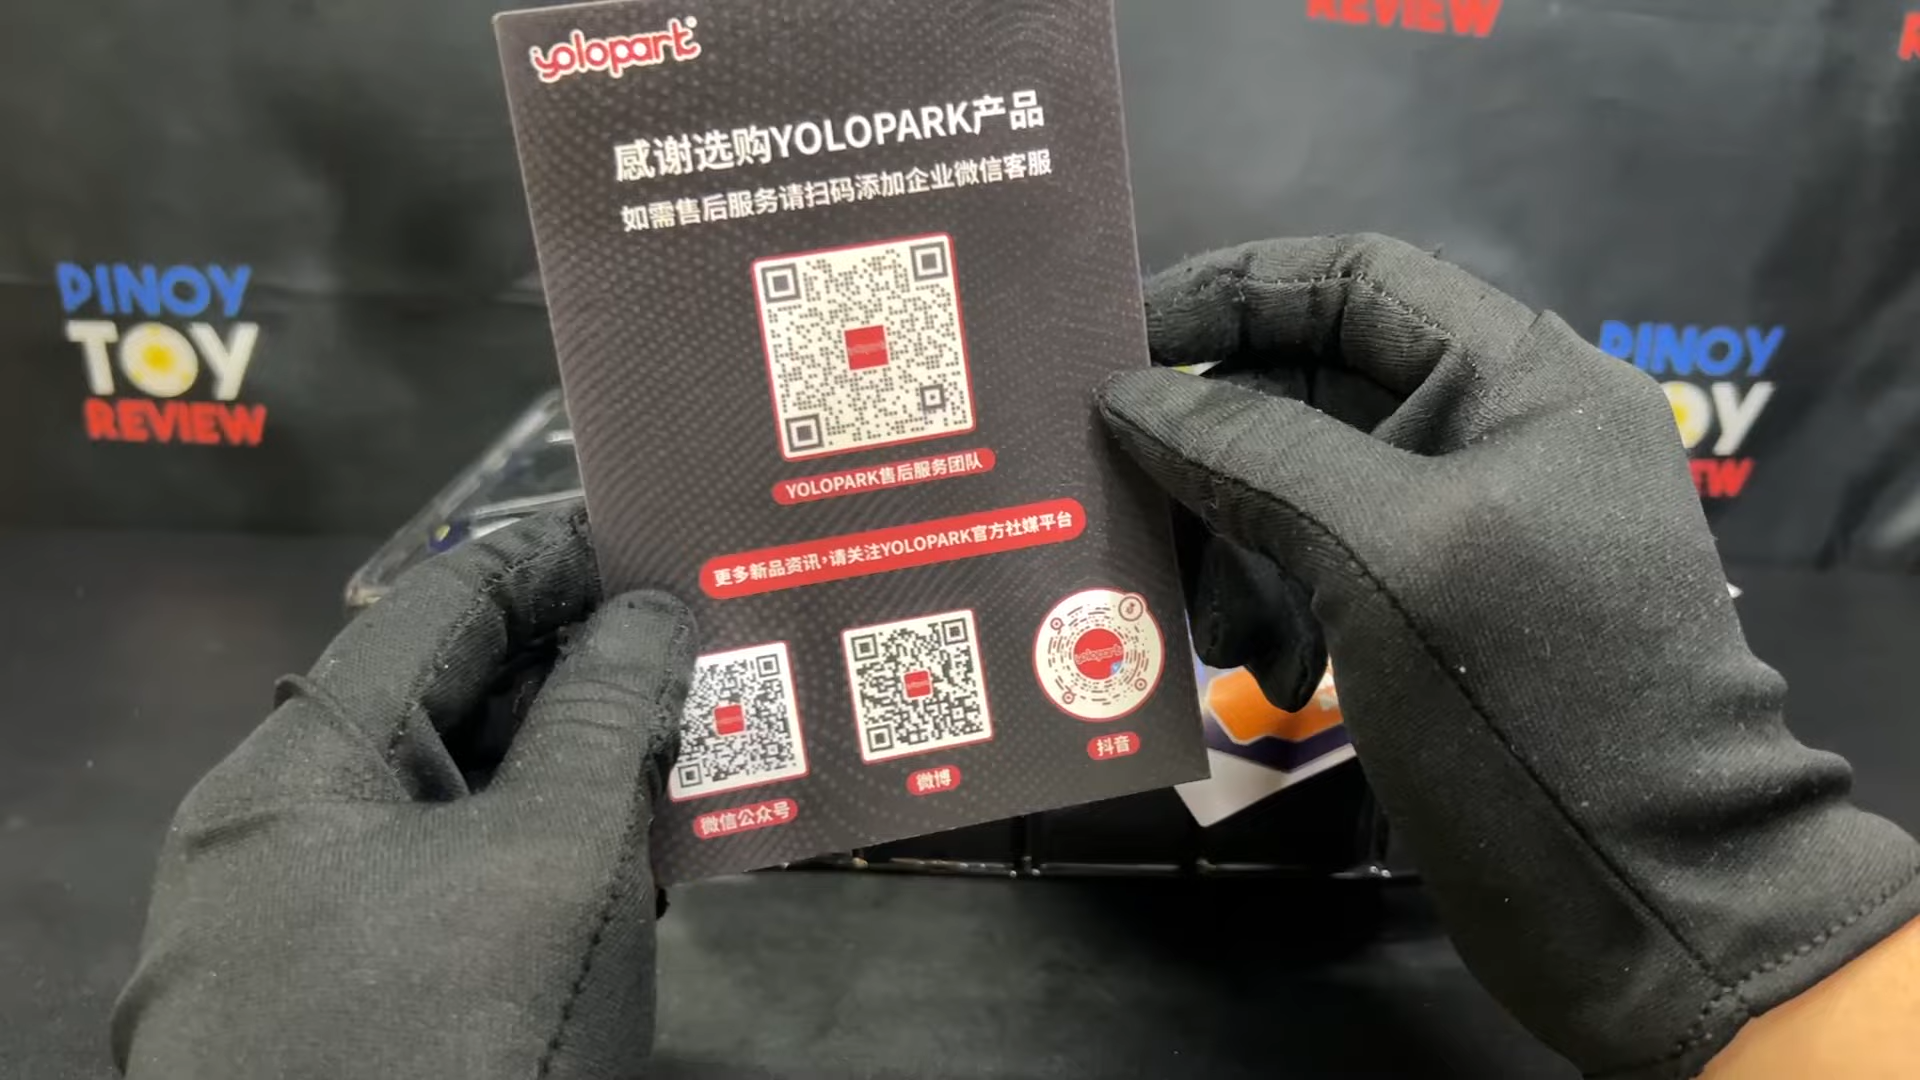 yolopark
感谢选购YOLOPARK产品
如需售后服务请扫码添加企业微信客服
YOLOPARK售后服务团队
更多新品资讯,请关注YOLOPARK官方社媒平台
微信公众号
微博
抖音
yolopark
PINOY
TOY
REVIEW
REVIEW
PINOY
OY
EW